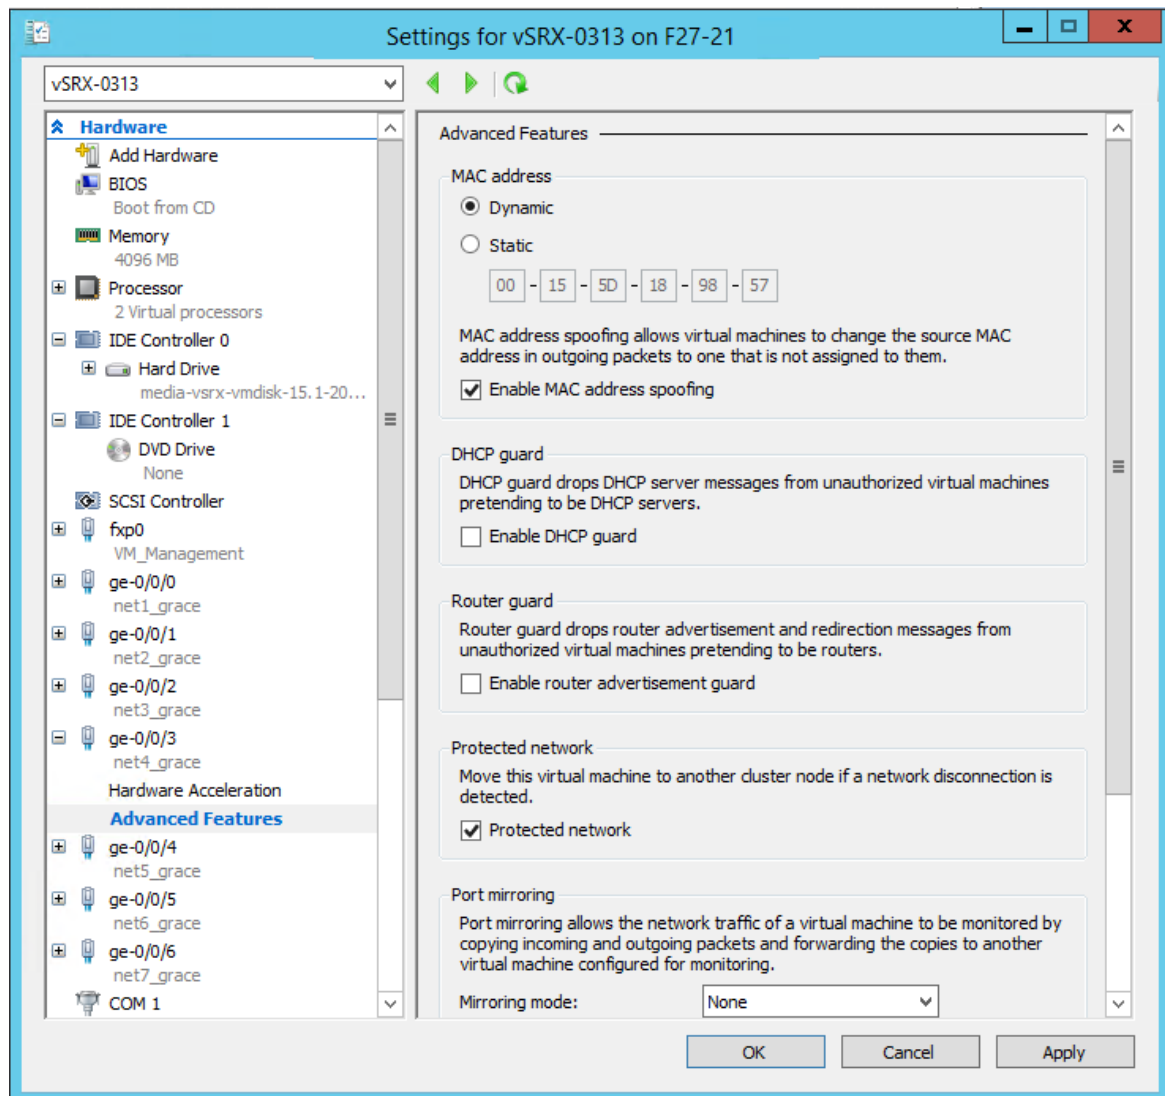 Settings for vSRX-0313 on F27-21
X
vSRX-0313
Hardware
Add Hardware
BIOS
Boot from CD
Memory
4096 MB
Processor
2 Virtual processors
IDE Controller 0
Hard Drive
media-vsrx-vmdisk-15.1-20...
IDE Controller 1
DVD Drive
None
SCSI Controller
fxp0
VM_Management
ge-0/0/0
net1_grace
ge-0/0/1
net2_grace
ge-0/0/2
net3_grace
ge-0/0/3
net4_grace
Hardware Acceleration
Advanced Features
ge-0/0/4
net5_grace
ge-0/0/5
net6_grace
ge-0/0/6
net7_grace
COM 1
Advanced Features
MAC address
Dynamic
Static
00 - 15 - 5D - 18 - 98 - 57
MAC address spoofing allows virtual machines to change the source MAC
address in outgoing packets to one that is not assigned to them.
Enable MAC address spoofing
DHCP guard
DHCP guard drops DHCP server messages from unauthorized virtual machines
pretending to be DHCP servers.
Enable DHCP guard
Router guard
Router guard drops router advertisement and redirection messages from
unauthorized virtual machines pretending to be routers.
Enable router advertisement guard
Protected network
Move this virtual machine to another cluster node if a network disconnection is
detected.
Protected network
Port mirroring
Port mirroring allows the network traffic of a virtual machine to be monitored by
copying incoming and outgoing packets and forwarding the copies to another
virtual machine configured for monitoring.
Mirroring mode: None
OK Cancel Apply